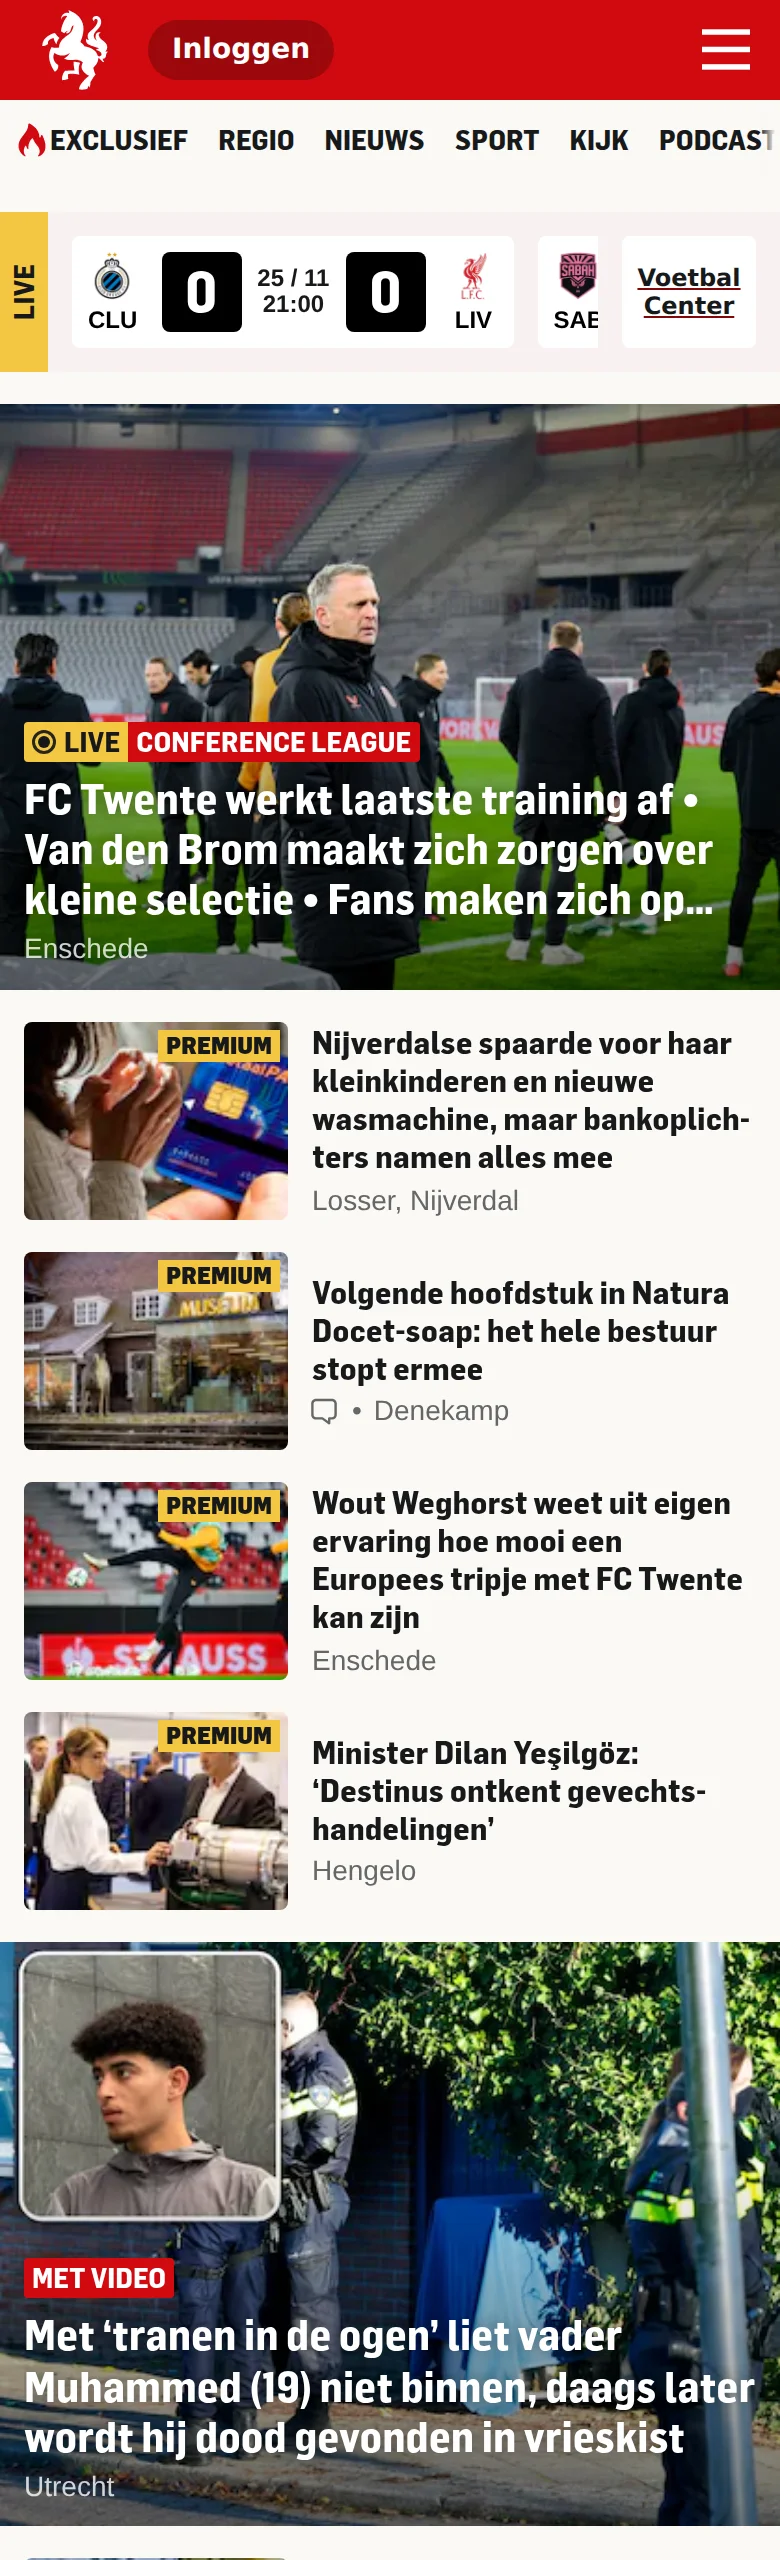 Inloggen
EXCLUSIEF REGIO NIEUWS SPORT KIJK PODCAST
LIVE
CLU 0 25 / 11 21:00 0 L.F.C. LIV
SABAH
SAB
Voetbal
Center
LIVE CONFERENCE LEAGUE
FC Twente werkt laatste training af •
Van den Brom maakt zich zorgen over
kleine selectie • Fans maken zich op...
Enschede
PREMIUM
Nijverdalse spaarde voor haar
kleinkinderen en nieuwe
wasmachine, maar bankoplich-
ters namen alles mee
Losser, Nijverdal
PREMIUM
MUSEUM
Volgende hoofdstuk in Natura
Docet-soap: het hele bestuur
stopt ermee
• Denekamp
PREMIUM
STRAUSS
Wout Weghorst weet uit eigen
ervaring hoe mooi een
Europees tripje met FC Twente
kan zijn
Enschede
PREMIUM
Minister Dilan Yeşilgöz:
‘Destinus ontkent gevechts-
handelingen’
Hengelo
MET VIDEO
Met ‘tranen in de ogen’ liet vader
Muhammed (19) niet binnen, daags later
wordt hij dood gevonden in vrieskist
Utrecht